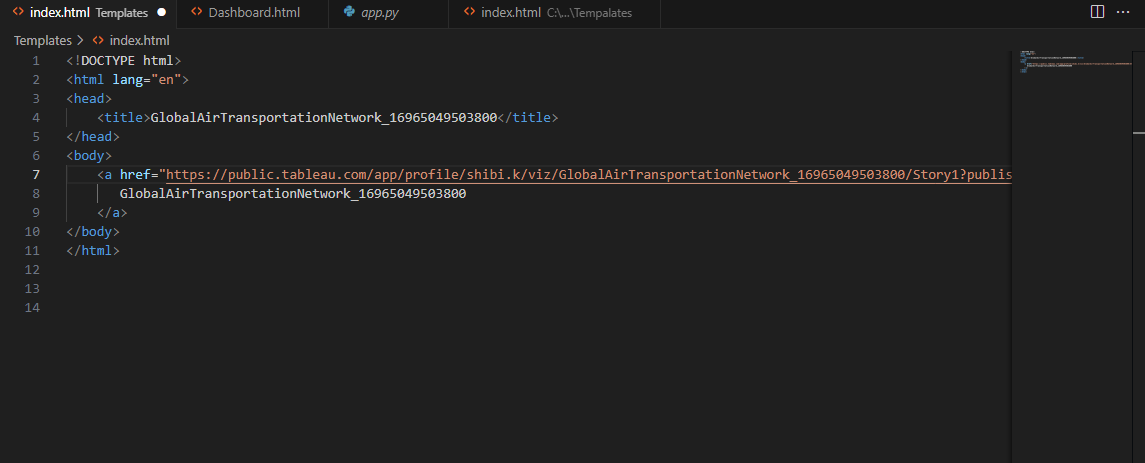 index.html Templates Dashboard.html app.py index.html C:\...\Tempalates ...
Templates > index.html
1 <!DOCTYPE html>
2 <html lang="en">
3 <head>
4 <title>GlobalAirTransportationNetwork_16965049503800</title>
5 </head>
6 <body>
7 <a href="https://public.tableau.com/app/profile/shibi.k/viz/GlobalAirTransportationNetwork_16965049503800/Story1?publis
8 GlobalAirTransportationNetwork_16965049503800
9 </a>
10 </body>
11 </html>
12
13
14